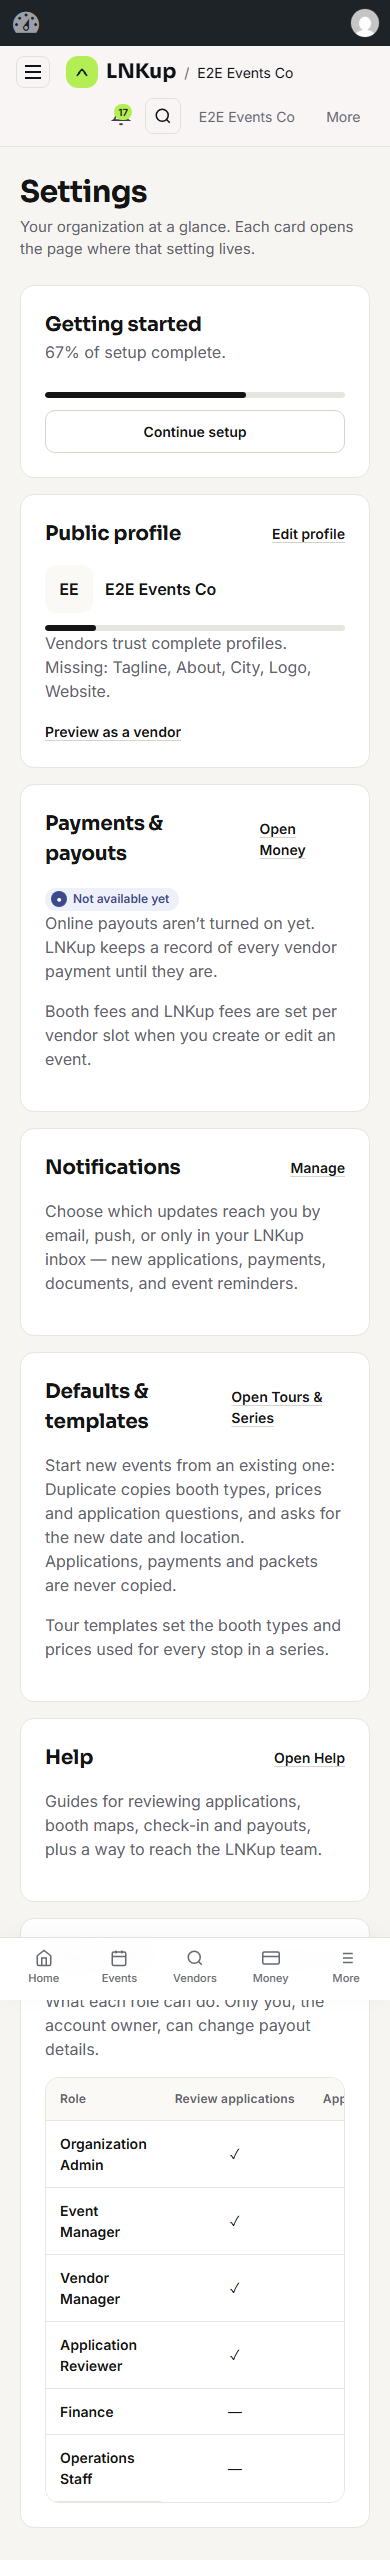 LNKup / E2E Events Co
17
E2E Events Co
More
Settings
Your organization at a glance. Each card opens
the page where that setting lives.
Getting started
67% of setup complete.
Continue setup
Public profile
Edit profile
EE
E2E Events Co
Vendors trust complete profiles.
Missing: Tagline, About, City, Logo,
Website.
Preview as a vendor
Payments &
payouts
Open
Money
Not available yet
Online payouts aren’t turned on yet.
LNKup keeps a record of every vendor
payment until they are.
Booth fees and LNKup fees are set per
vendor slot when you create or edit an
event.
Notifications
Manage
Choose which updates reach you by
email, push, or only in your LNKup
inbox — new applications, payments,
documents, and event reminders.
Defaults &
templates
Open Tours &
Series
Start new events from an existing one:
Duplicate copies booth types, prices
and application questions, and asks for
the new date and location.
Applications, payments and packets
are never copied.
Tour templates set the booth types and
prices used for every stop in a series.
Help
Open Help
Guides for reviewing applications,
booth maps, check-in and payouts,
plus a way to reach the LNKup team.
Home
Events
Vendors
Money
More
What each role can do. Only you, the
account owner, can change payout
details.
Role
Review applications
App
Organization
Admin
✓
Event
Manager
✓
Vendor
Manager
✓
Application
Reviewer
✓
Finance
—
Operations
Staff
—